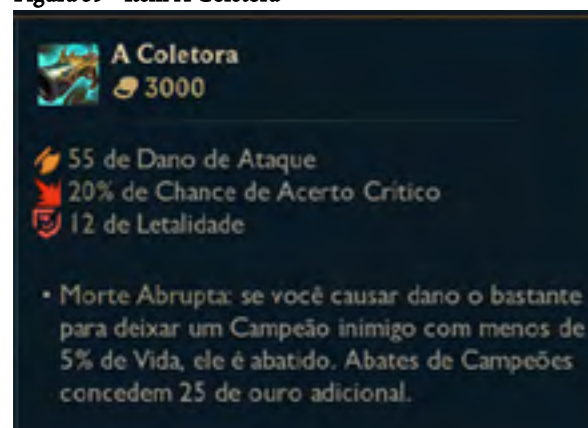 A Coletora
3000
55 de Dano de Ataque
20% de Chance de Acerto Crítico
12 de Letalidade
• Morte Abrupta: se você causar dano o bastante
para deixar um Campeão inimigo com menos de
5% de Vida, ele é abatido. Abates de Campeões
concedem 25 de ouro adicional.